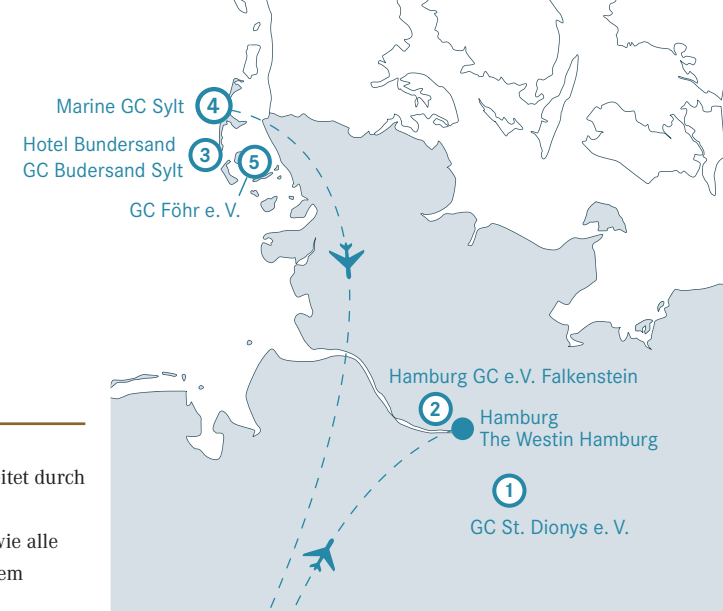 Marine GC Sylt
4
Hotel Bundersand
GC Budersand Sylt
3
5
GC Föhr e. V.
Hamburg GC e.V. Falkenstein
2
Hamburg
The Westin Hamburg
1
GC St. Dionys e. V.
itet durch
wie alle
em